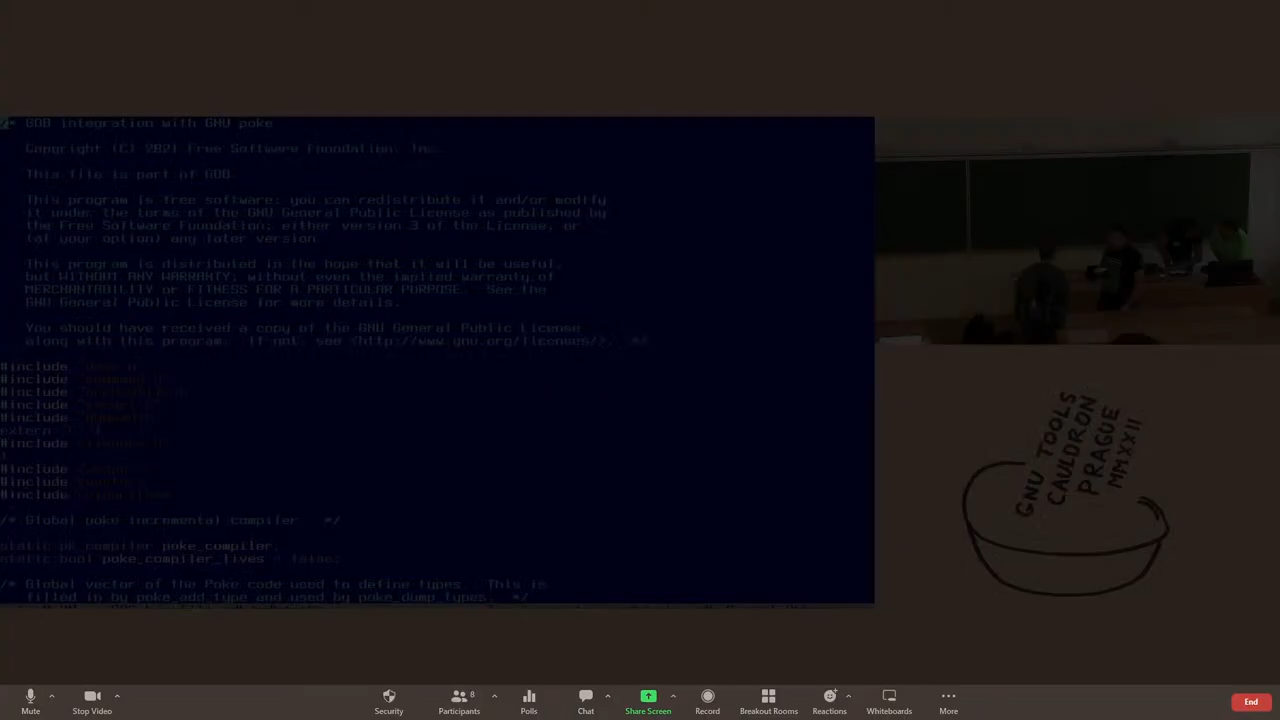 /* GDB integration with GNU poke
Copyright (C) 2021 Free Software Foundation, Inc.
This file is part of GDB.
This program is free software; you can redistribute it and/or modify
it under the terms of the GNU General Public License as published by
the Free Software Foundation; either version 3 of the License, or
(at your option) any later version.
This program is distributed in the hope that it will be useful,
but WITHOUT ANY WARRANTY; without even the implied warranty of
MERCHANTABILITY or FITNESS FOR A PARTICULAR PURPOSE.  See the
GNU General Public License for more details.
You should have received a copy of the GNU General Public License
along with this program.  If not, see <http://www.gnu.org/licenses/>.  */
#include
#include
#include
#include
#include
extern
#include
#include
#include
#include
/* Global poke incremental compiler  */
static pk_compiler poke_compiler;
static bool poke_compiler_lives = false;
/* Global vector of the Poke code used to define types.  This is
filled in by poke_add_type and used by poke_dump_types.  */
GNU TOOLS
CAULDRON
PRAGUE
MMXXII
Mute
Stop Video
Security
Participants
8
Polls
Chat
Share Screen
Record
Breakout Rooms
Reactions
Whiteboards
More
End